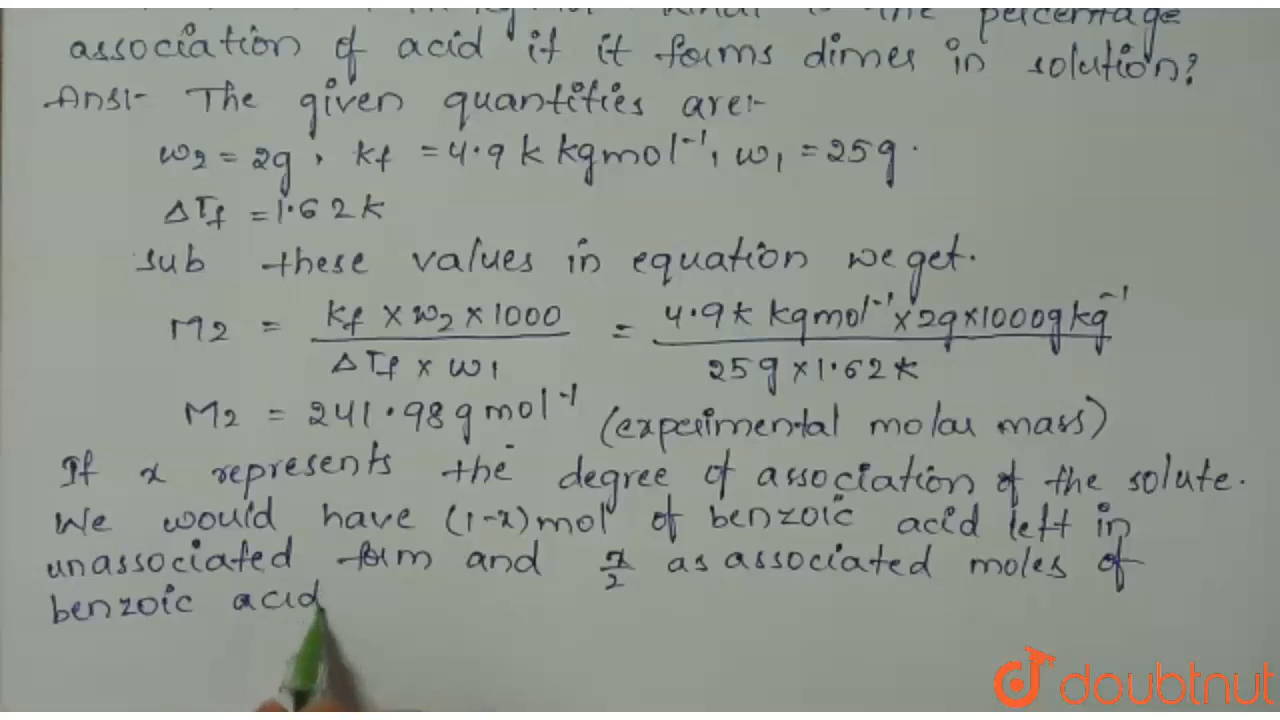 the percentage
association of acid if it forms dimer in solution?
Ans:- The given quantities are:-
w2 = 2g, kf = 4.9 k kg mol⁻¹, w1 = 25g.
ΔTf = 1.62k
sub these values in equation we get.
M2 = kf × w2 × 1000 / ΔTf × w1 = 4.9k kg mol⁻¹ × 2g × 1000g kg⁻¹ / 25g × 1.62k
M2 = 241.98 g mol⁻¹ (experimental molar mass)
If x represents the degree of association of the solute.
We would have (1-x) mol of benzoic acid left in
unassociated form and x/2 as associated moles of
benzoic acid
doubtnut